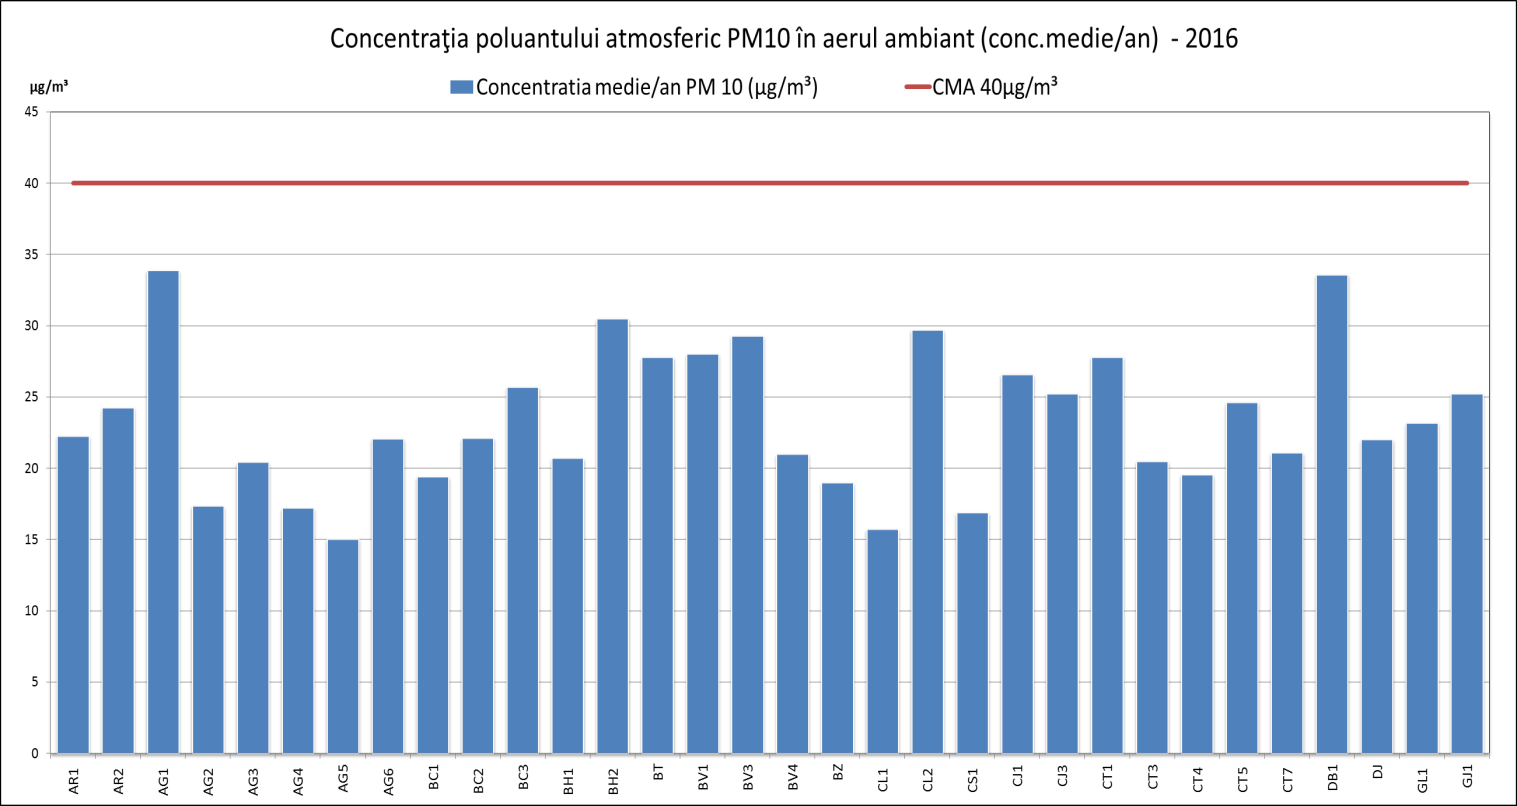 Concentraţia poluantului atmosferic PM10 în aerul ambiant (conc.medie/an) - 2016
µg/m³
Concentratia medie/an PM 10 (µg/m³)
CMA 40µg/m³
45
40
35
30
25
20
15
10
5
0
AR1
AR2
AG1
AG2
AG3
AG4
AG5
AG6
BC1
BC2
BC3
BH1
BH2
BT
BV1
BV3
BV4
BZ
CL1
CL2
CS1
CJ1
CJ3
CT1
CT3
CT4
CT5
CT7
DB1
DJ
GL1
GJ1